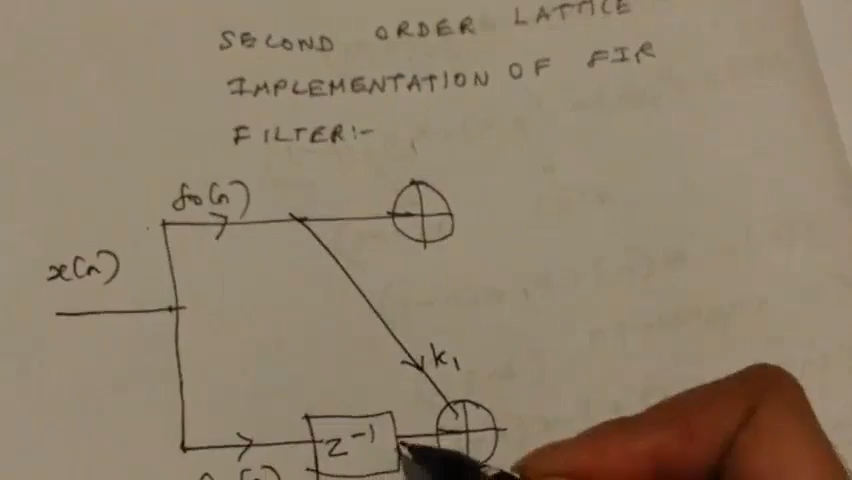 SECOND ORDER LATTICE
IMPLEMENTATION OF FIR
FILTER:-
f0(n)
x(n)
k1
z-1